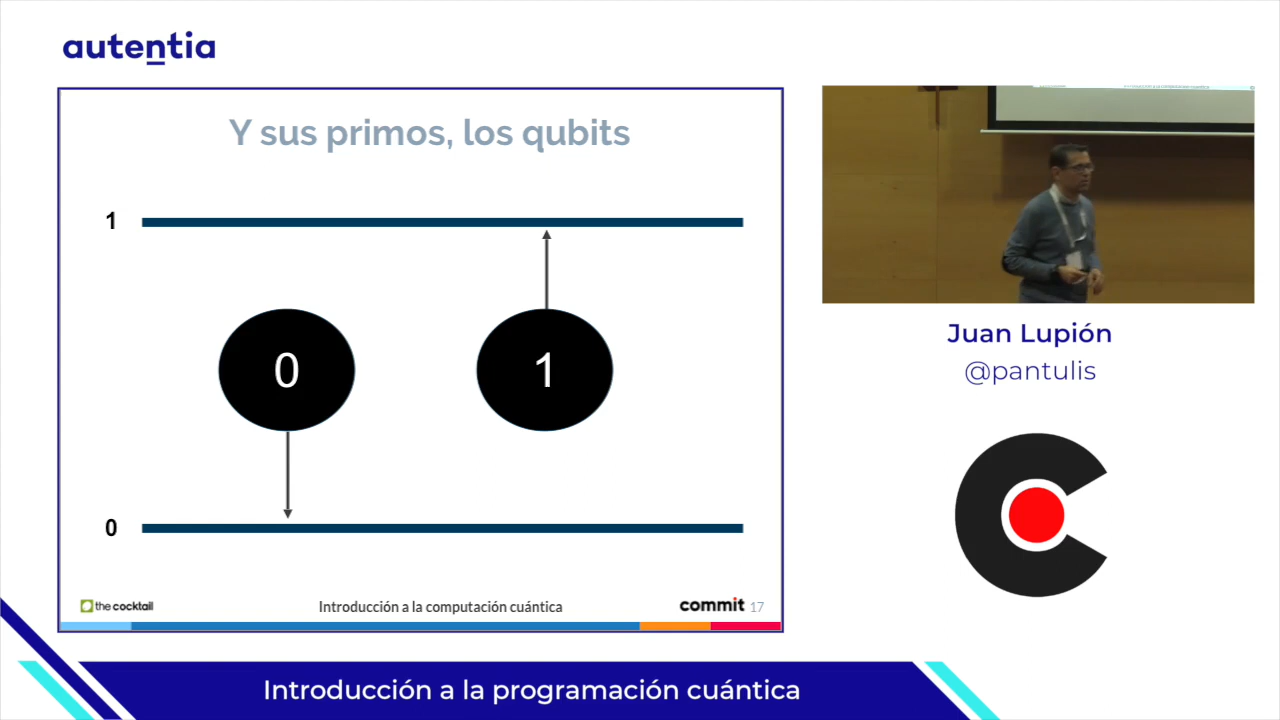 autentia
Y sus primos, los qubits
1
0
1
0
the cocktail
Introducción a la computación cuántica
commit 17
Juan Lupión
@pantulis
Introducción a la programación cuántica